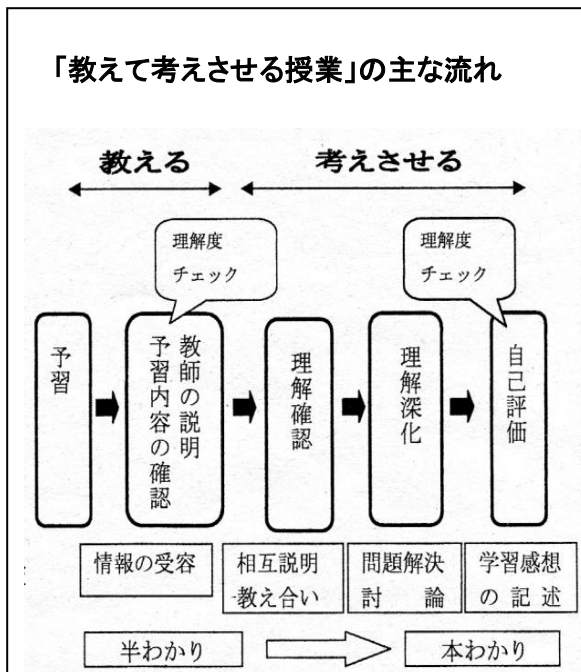 「教えて考えさせる授業」の主な流れ
教える
考えさせる
理解度
チェック
理解度
チェック
予習
教師の説明
予習内容の確認
理解確認
理解深化
自己評価
情報の受容
相互説明
教え合い
問題解決
討論
学習感想
の記述
半わかり
本わかり